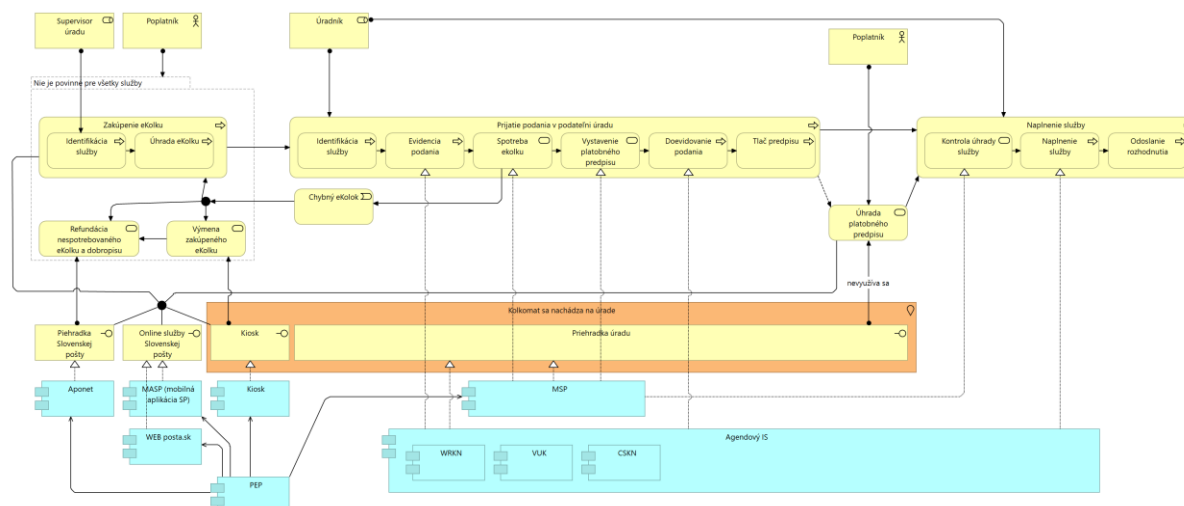 Supervisor
úradu
Poplatník
Úradník
Poplatník
Nie je povinné pre všetky služby
Zakúpenie eKolku
Identifikácia
služby
Úhrada eKolku
Prijatie podania v podateľni úradu
Identifikácia
služby
Evidencia
podania
Spotreba
ekolku
Vystavenie
platobného
predpisu
Doevidovanie
podania
Tlač predpisu
Naplnenie služby
Kontrola úhrady
služby
Naplnenie
služby
Odoslanie
rozhodnutia
Chybný eKolok
Refundácia
nespotrebovaného
eKolku a dobropisu
Výmena
zakúpeného
eKolku
Úhrada
platobného
predpisu
nevyužíva sa
Kolkomat sa nachádza na úrade
Piehradka
Slovenskej
pošty
Online služby
Slovenskej
pošty
Kiosk
Priehradka úradu
Aponet
MASP (mobilná
aplikácia SP)
Kiosk
MSP
WEB posta.sk
Agendový IS
WRKN
VUK
CSKN
PEP